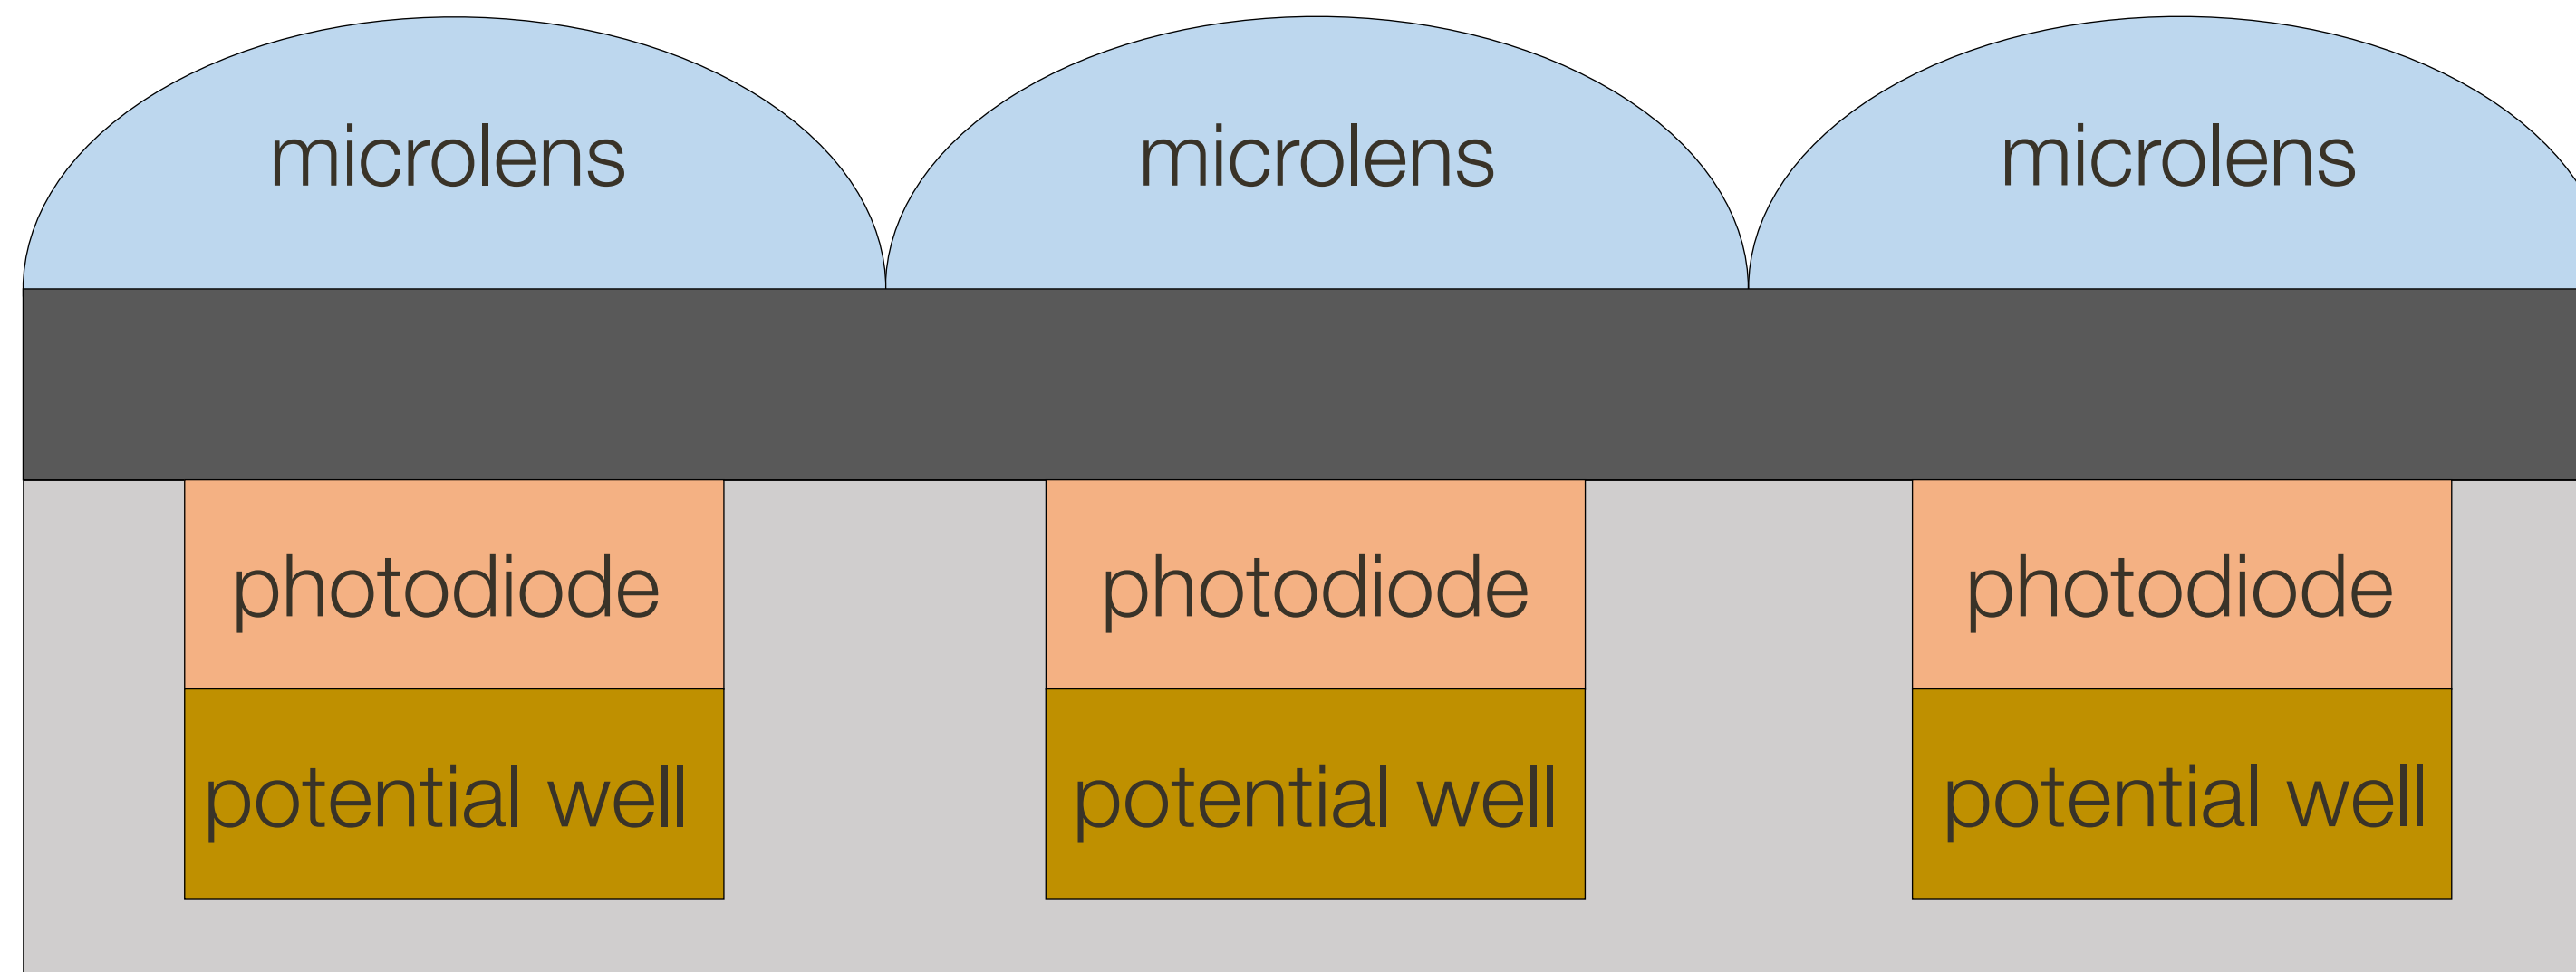 microlens
microlens
microlens
photodiode
photodiode
photodiode
potential well
potential well
potential well